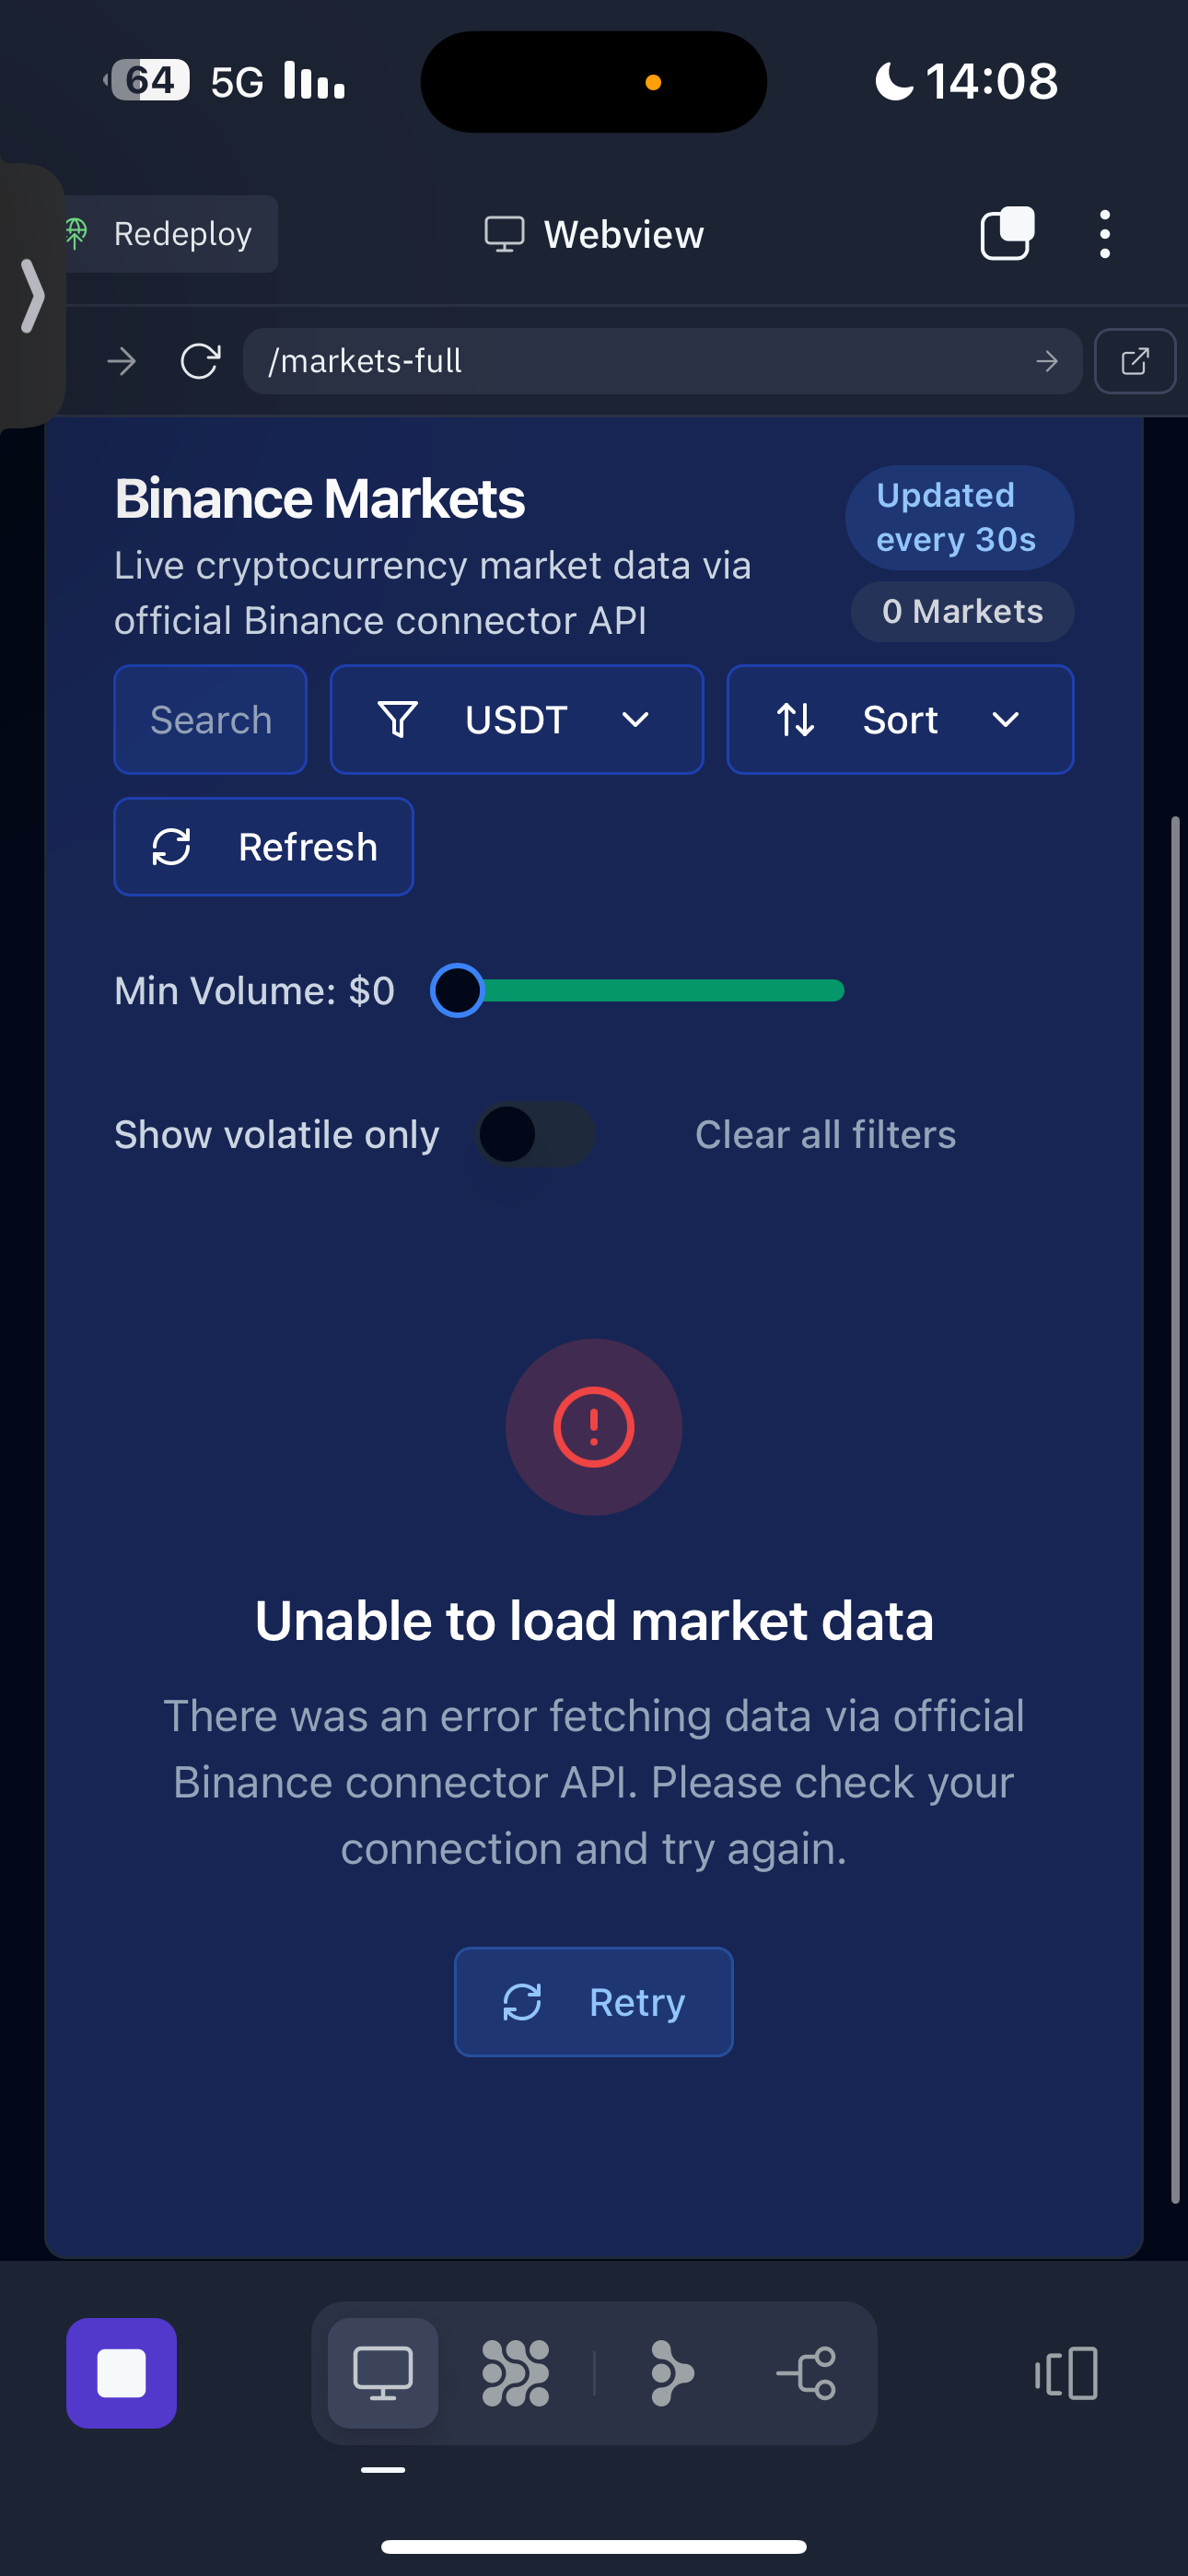 64 5G 14:08
Redeploy
Webview
/markets-full
Binance Markets
Live cryptocurrency market data via
official Binance connector API
Updated
every 30s
0 Markets
Search
USDT
Sort
Refresh
Min Volume: $0
Show volatile only
Clear all filters
Unable to load market data
There was an error fetching data via official
Binance connector API. Please check your
connection and try again.
Retry